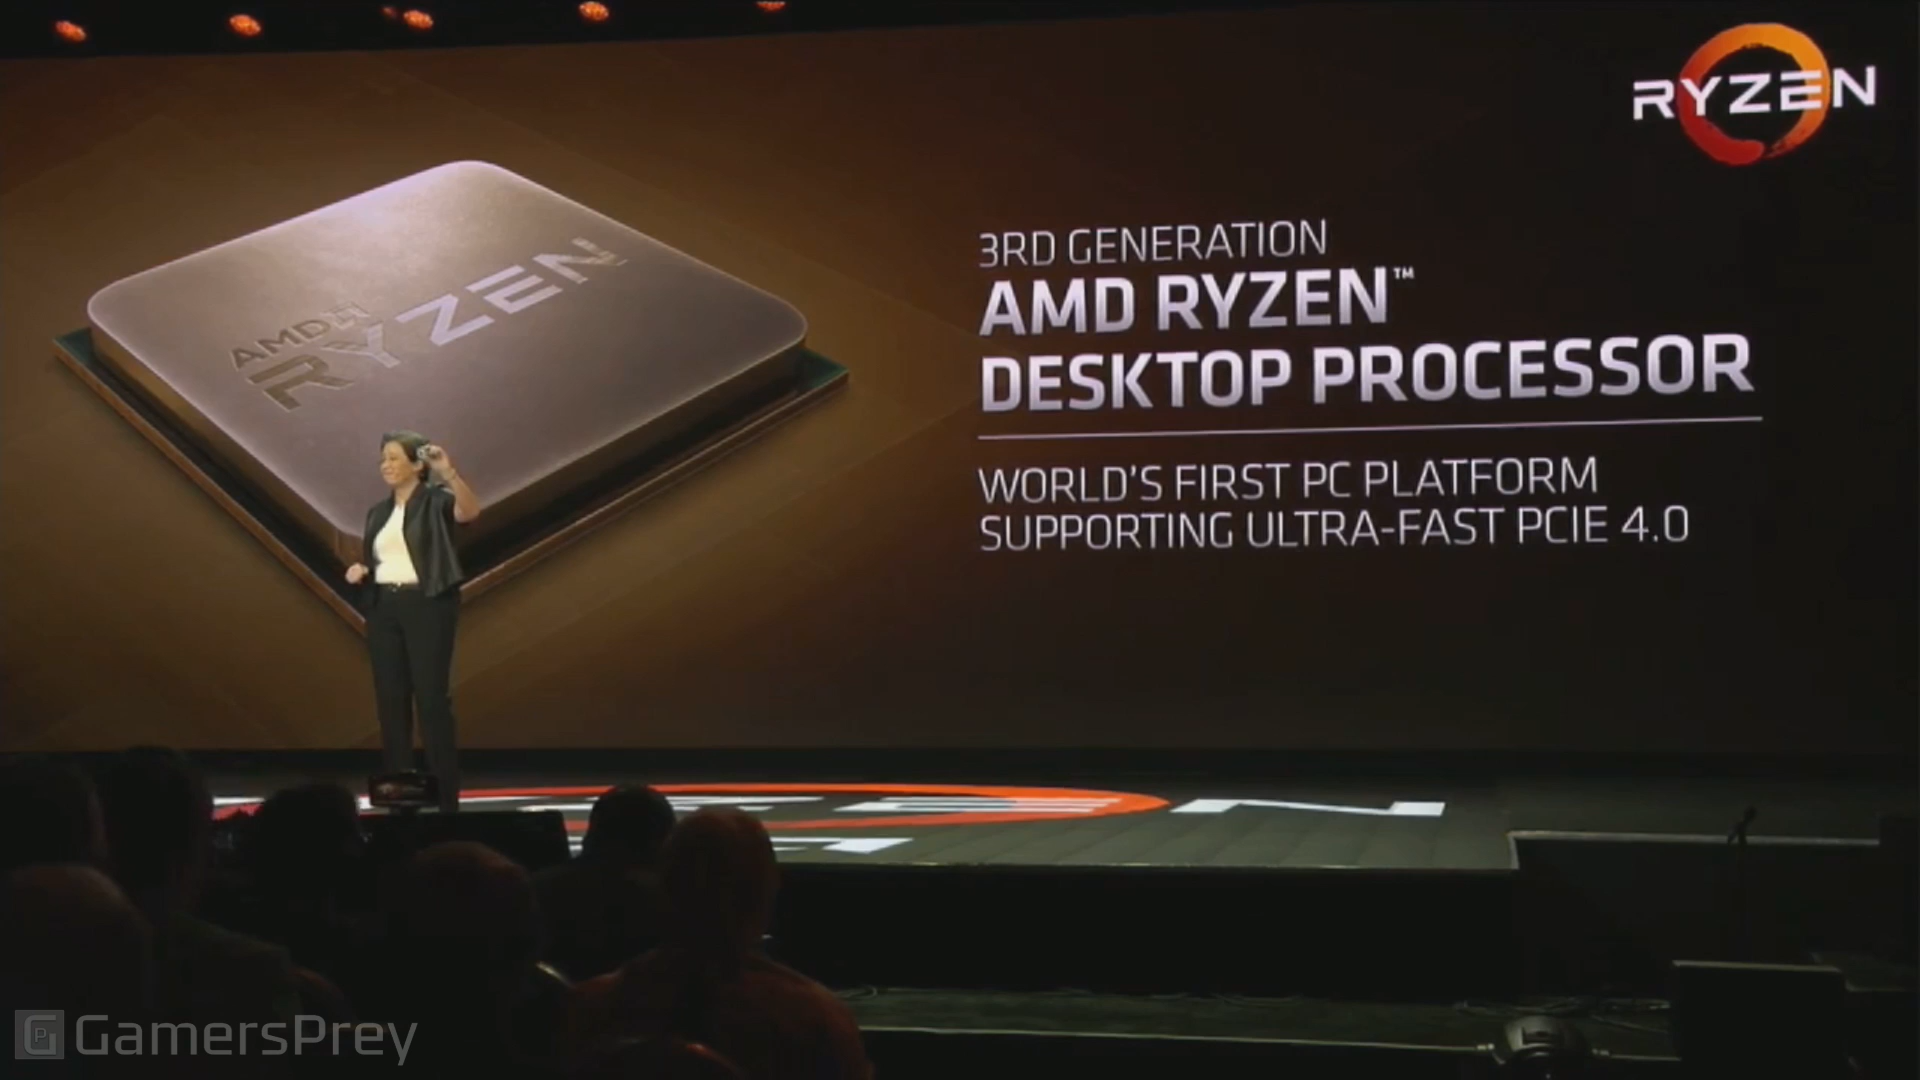 RYZEN
3RD GENERATION
AMD RYZEN™
DESKTOP PROCESSOR
WORLD'S FIRST PC PLATFORM
SUPPORTING ULTRA-FAST PCIE 4.0
AMD
RYZEN
GamersPrey